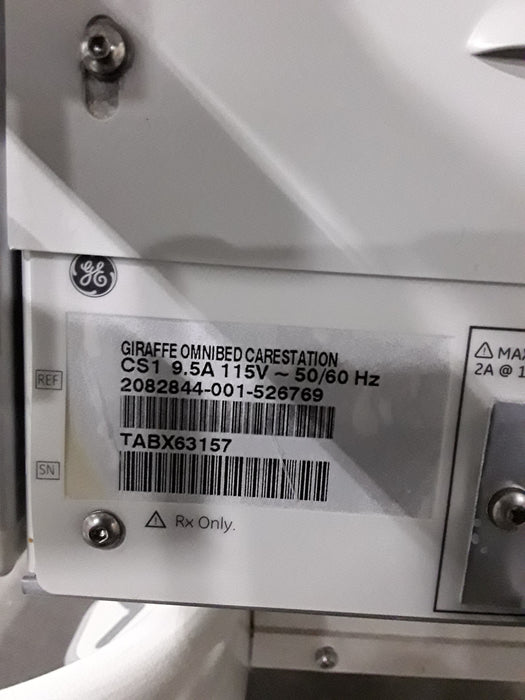 GE
GIRAFFE OMNIBED CARESTATION
CS1 9.5A 115V ~ 50/60 Hz
REF
2082844-001-526769
TABX63157
SN
⚠ Rx Only.
⚠ MA
2A @ 1